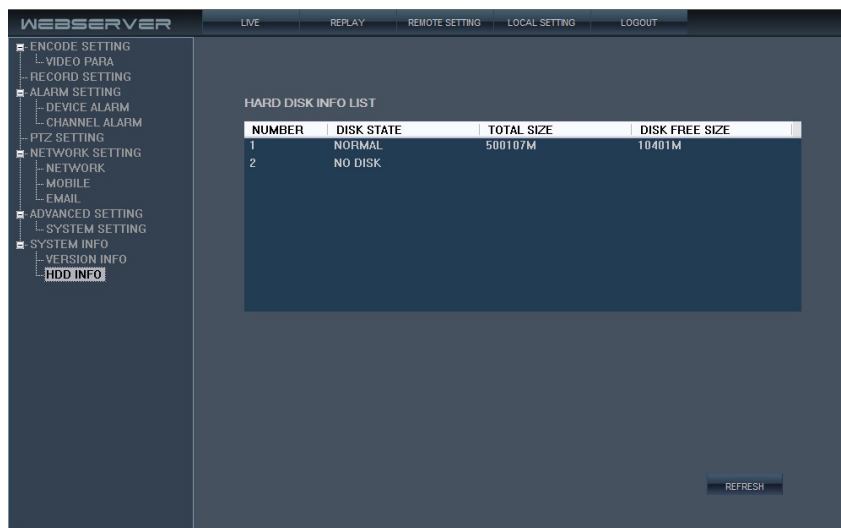 WEBSERVER
LIVE REPLAY REMOTE SETTING LOCAL SETTING LOGOUT
ENCODE SETTING
VIDEO PARA
RECORD SETTING
ALARM SETTING
DEVICE ALARM
CHANNEL ALARM
PTZ SETTING
NETWORK SETTING
NETWORK
MOBILE
EMAIL
ADVANCED SETTING
SYSTEM SETTING
SYSTEM INFO
VERSION INFO
HDD INFO
HARD DISK INFO LIST
NUMBER DISK STATE TOTAL SIZE DISK FREE SIZE
1 NORMAL 500107M 10401M
2 NO DISK
REFRESH